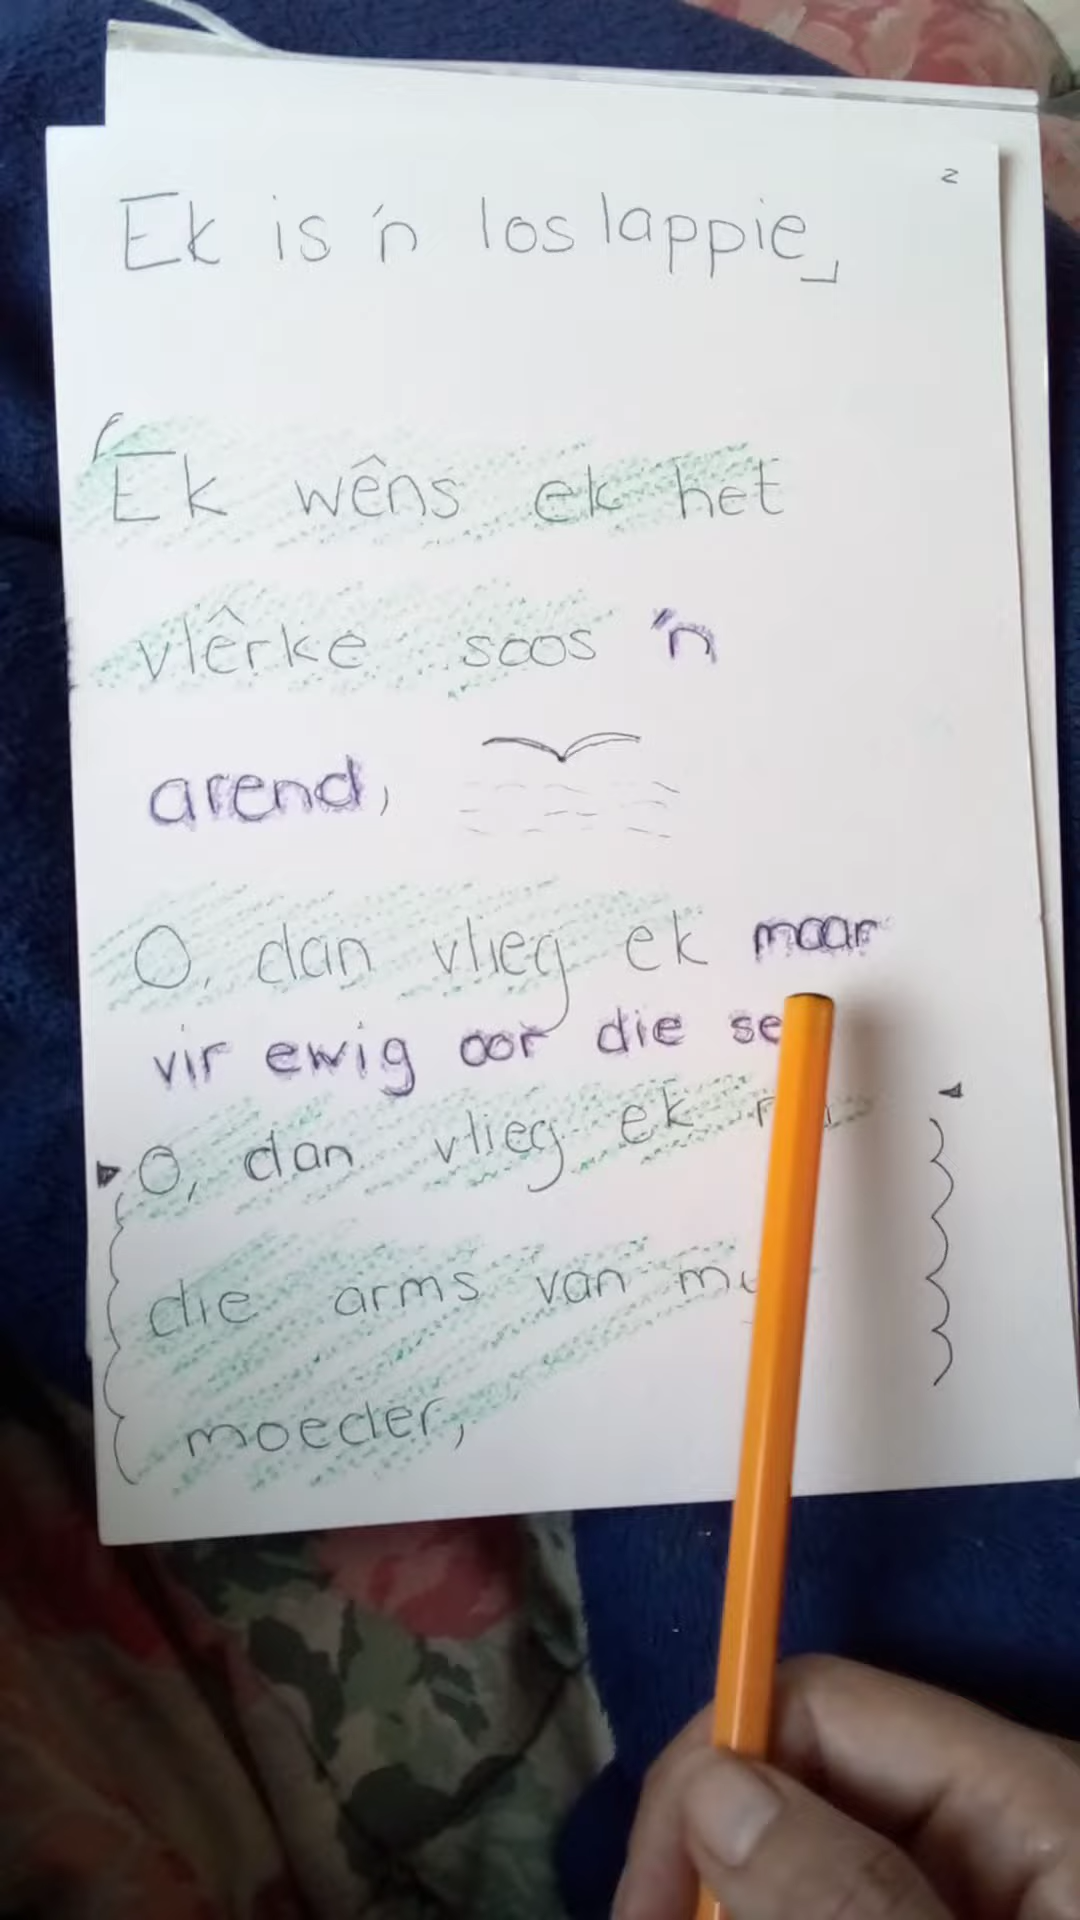 2
Ek is 'n los lappie
Ek wêns ek het
vlêrke soos 'n
arend,
O, dan vlieg ek maar
vir ewig oor die
O, dan vlieg ek
die arms van
moeder,